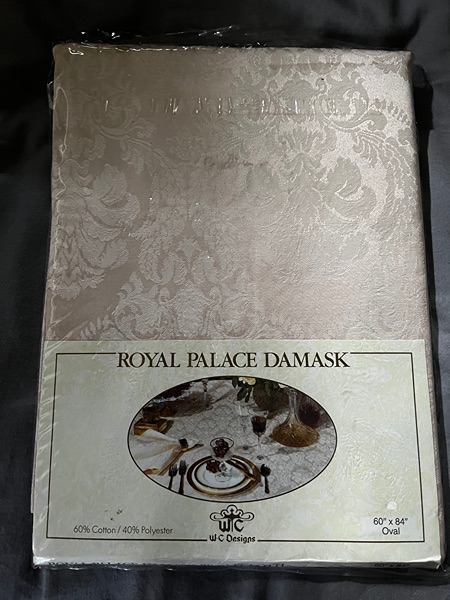 ROYAL PALACE DAMASK
60% Cotton / 40% Polyester
WC
W·C Designs
60" x 84"
Oval